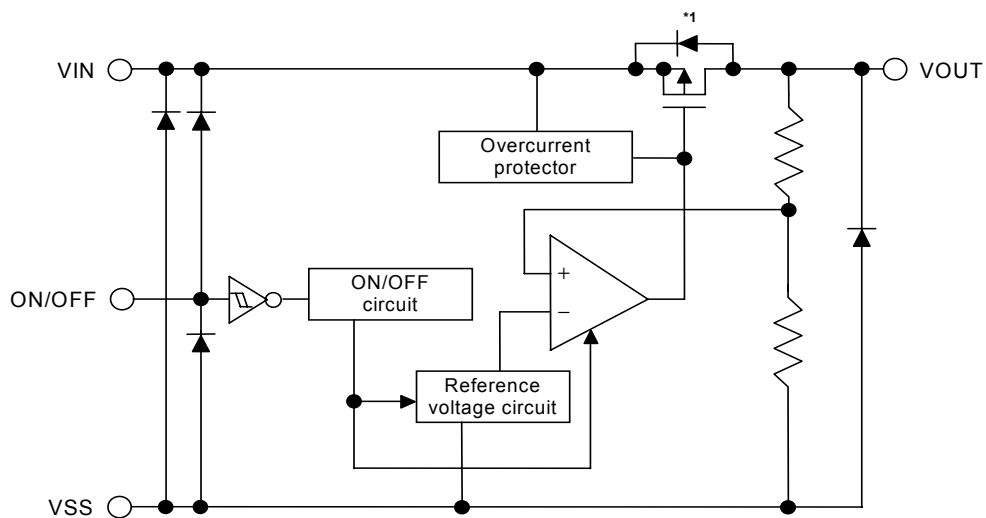 *1
VIN
VOUT
Overcurrent
protector
+
−
ON/OFF
ON/OFF
circuit
Reference
voltage circuit
VSS